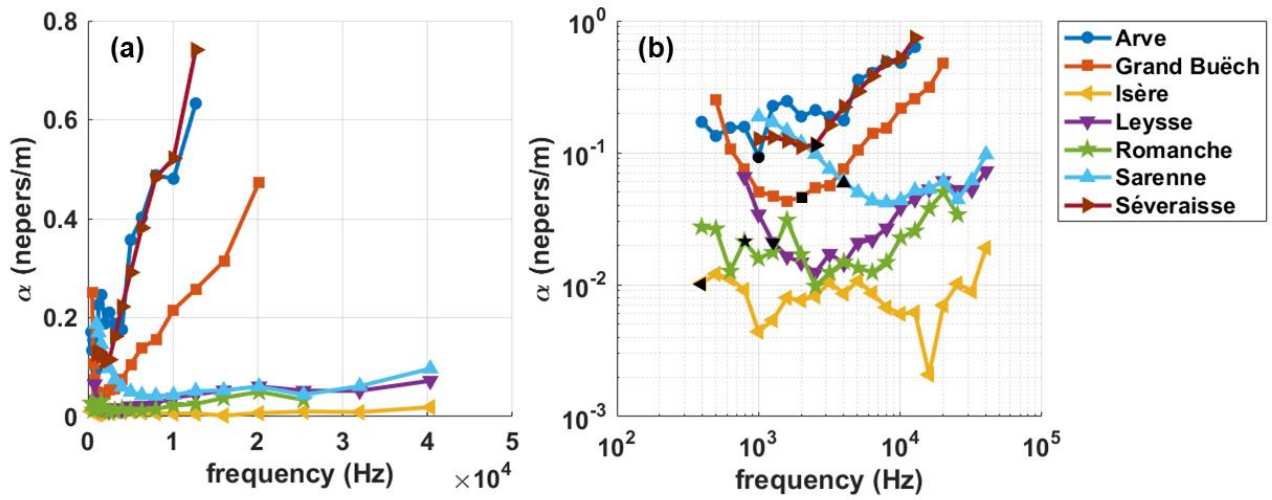 (a)
α (nepers/m)
0.8
0.6
0.4
0.2
0
0 1 2 3 4 5
frequency (Hz)
×10⁴
(b)
α (nepers/m)
10⁰
10⁻¹
10⁻²
10⁻³
10² 10³ 10⁴ 10⁵
frequency (Hz)
Arve
Grand Buëch
Isère
Leysse
Romanche
Sarenne
Séveraisse